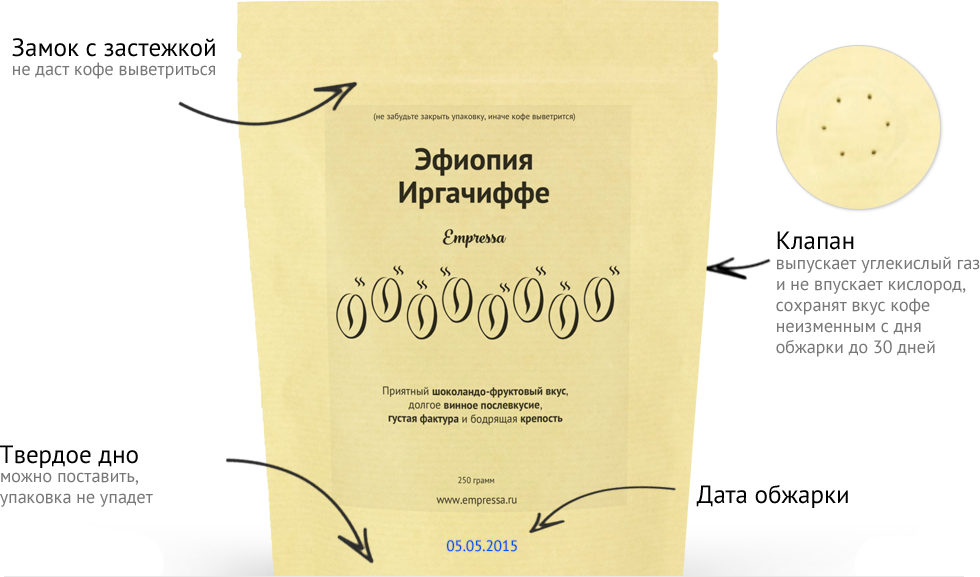 Замок с застежкой
не даст кофе выветриться
(не забудьте закрыть упаковку, иначе кофе выветрится)
Эфиопия
Иргачиффе
Empressa
Клапан
выпускает углекислый газ
и не впускает кислород,
сохранят вкус кофе
неизменным с дня
обжарки до 30 дней
Приятный шоколандо-фруктовый вкус,
долгое винное послевкусие,
густая фактура и бодрящая крепость
Твердое дно
можно поставить,
упаковка не упадет
250 грамм
www.empressa.ru
Дата обжарки
05.05.2015